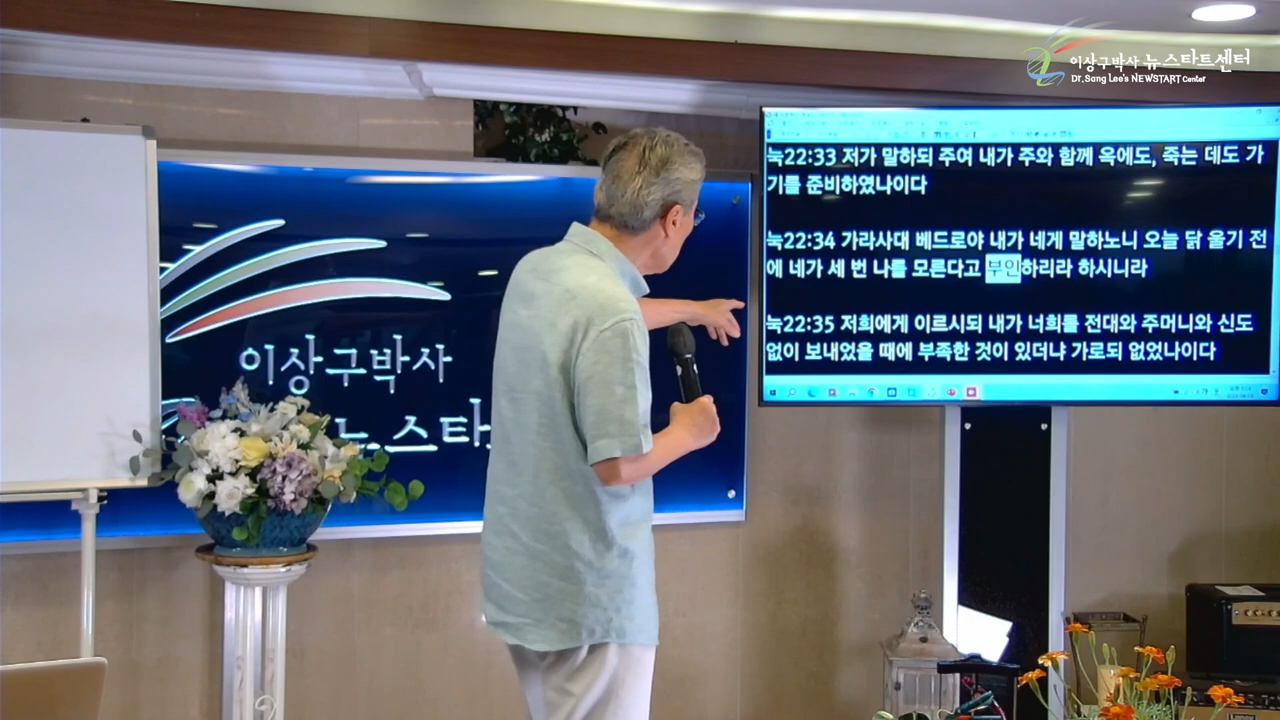 이상구박사 뉴스타트센터
Dr. Sang Lee's NEWSTART Center
눅22:33 저가 말하되 주여 내가 주와 함께 옥에도, 죽는 데도 가
기를 준비하였나이다
눅22:34 가라사대 베드로야 내가 네게 말하노니 오늘 닭 울기 전
에 네가 세 번 나를 모른다고 부인하리라 하시니라
눅22:35 저희에게 이르시되 내가 너희를 전대와 주머니와 신도
없이 보내었을 때에 부족한 것이 있더냐 가로되 없었나이다
이상구박사
뉴스타